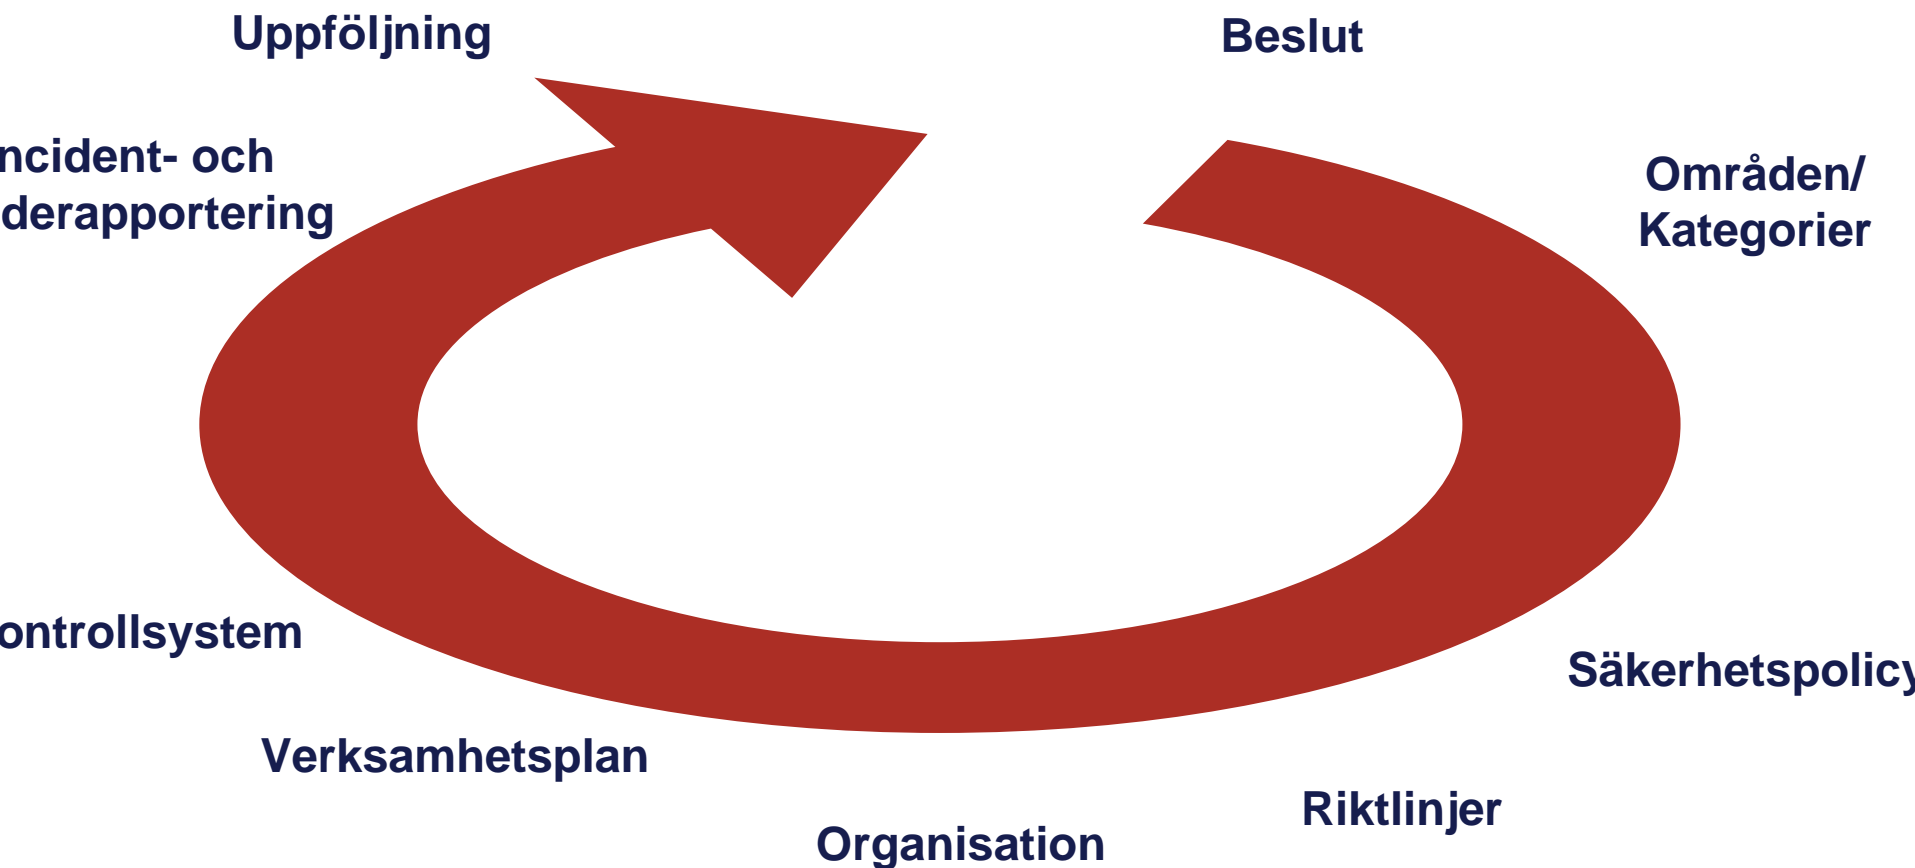 Uppföljning
Beslut
ncident- och
derapportering
Områden/
Kategorier
ontrollsystem
Säkerhetspolicy
Verksamhetsplan
Riktlinjer
Organisation